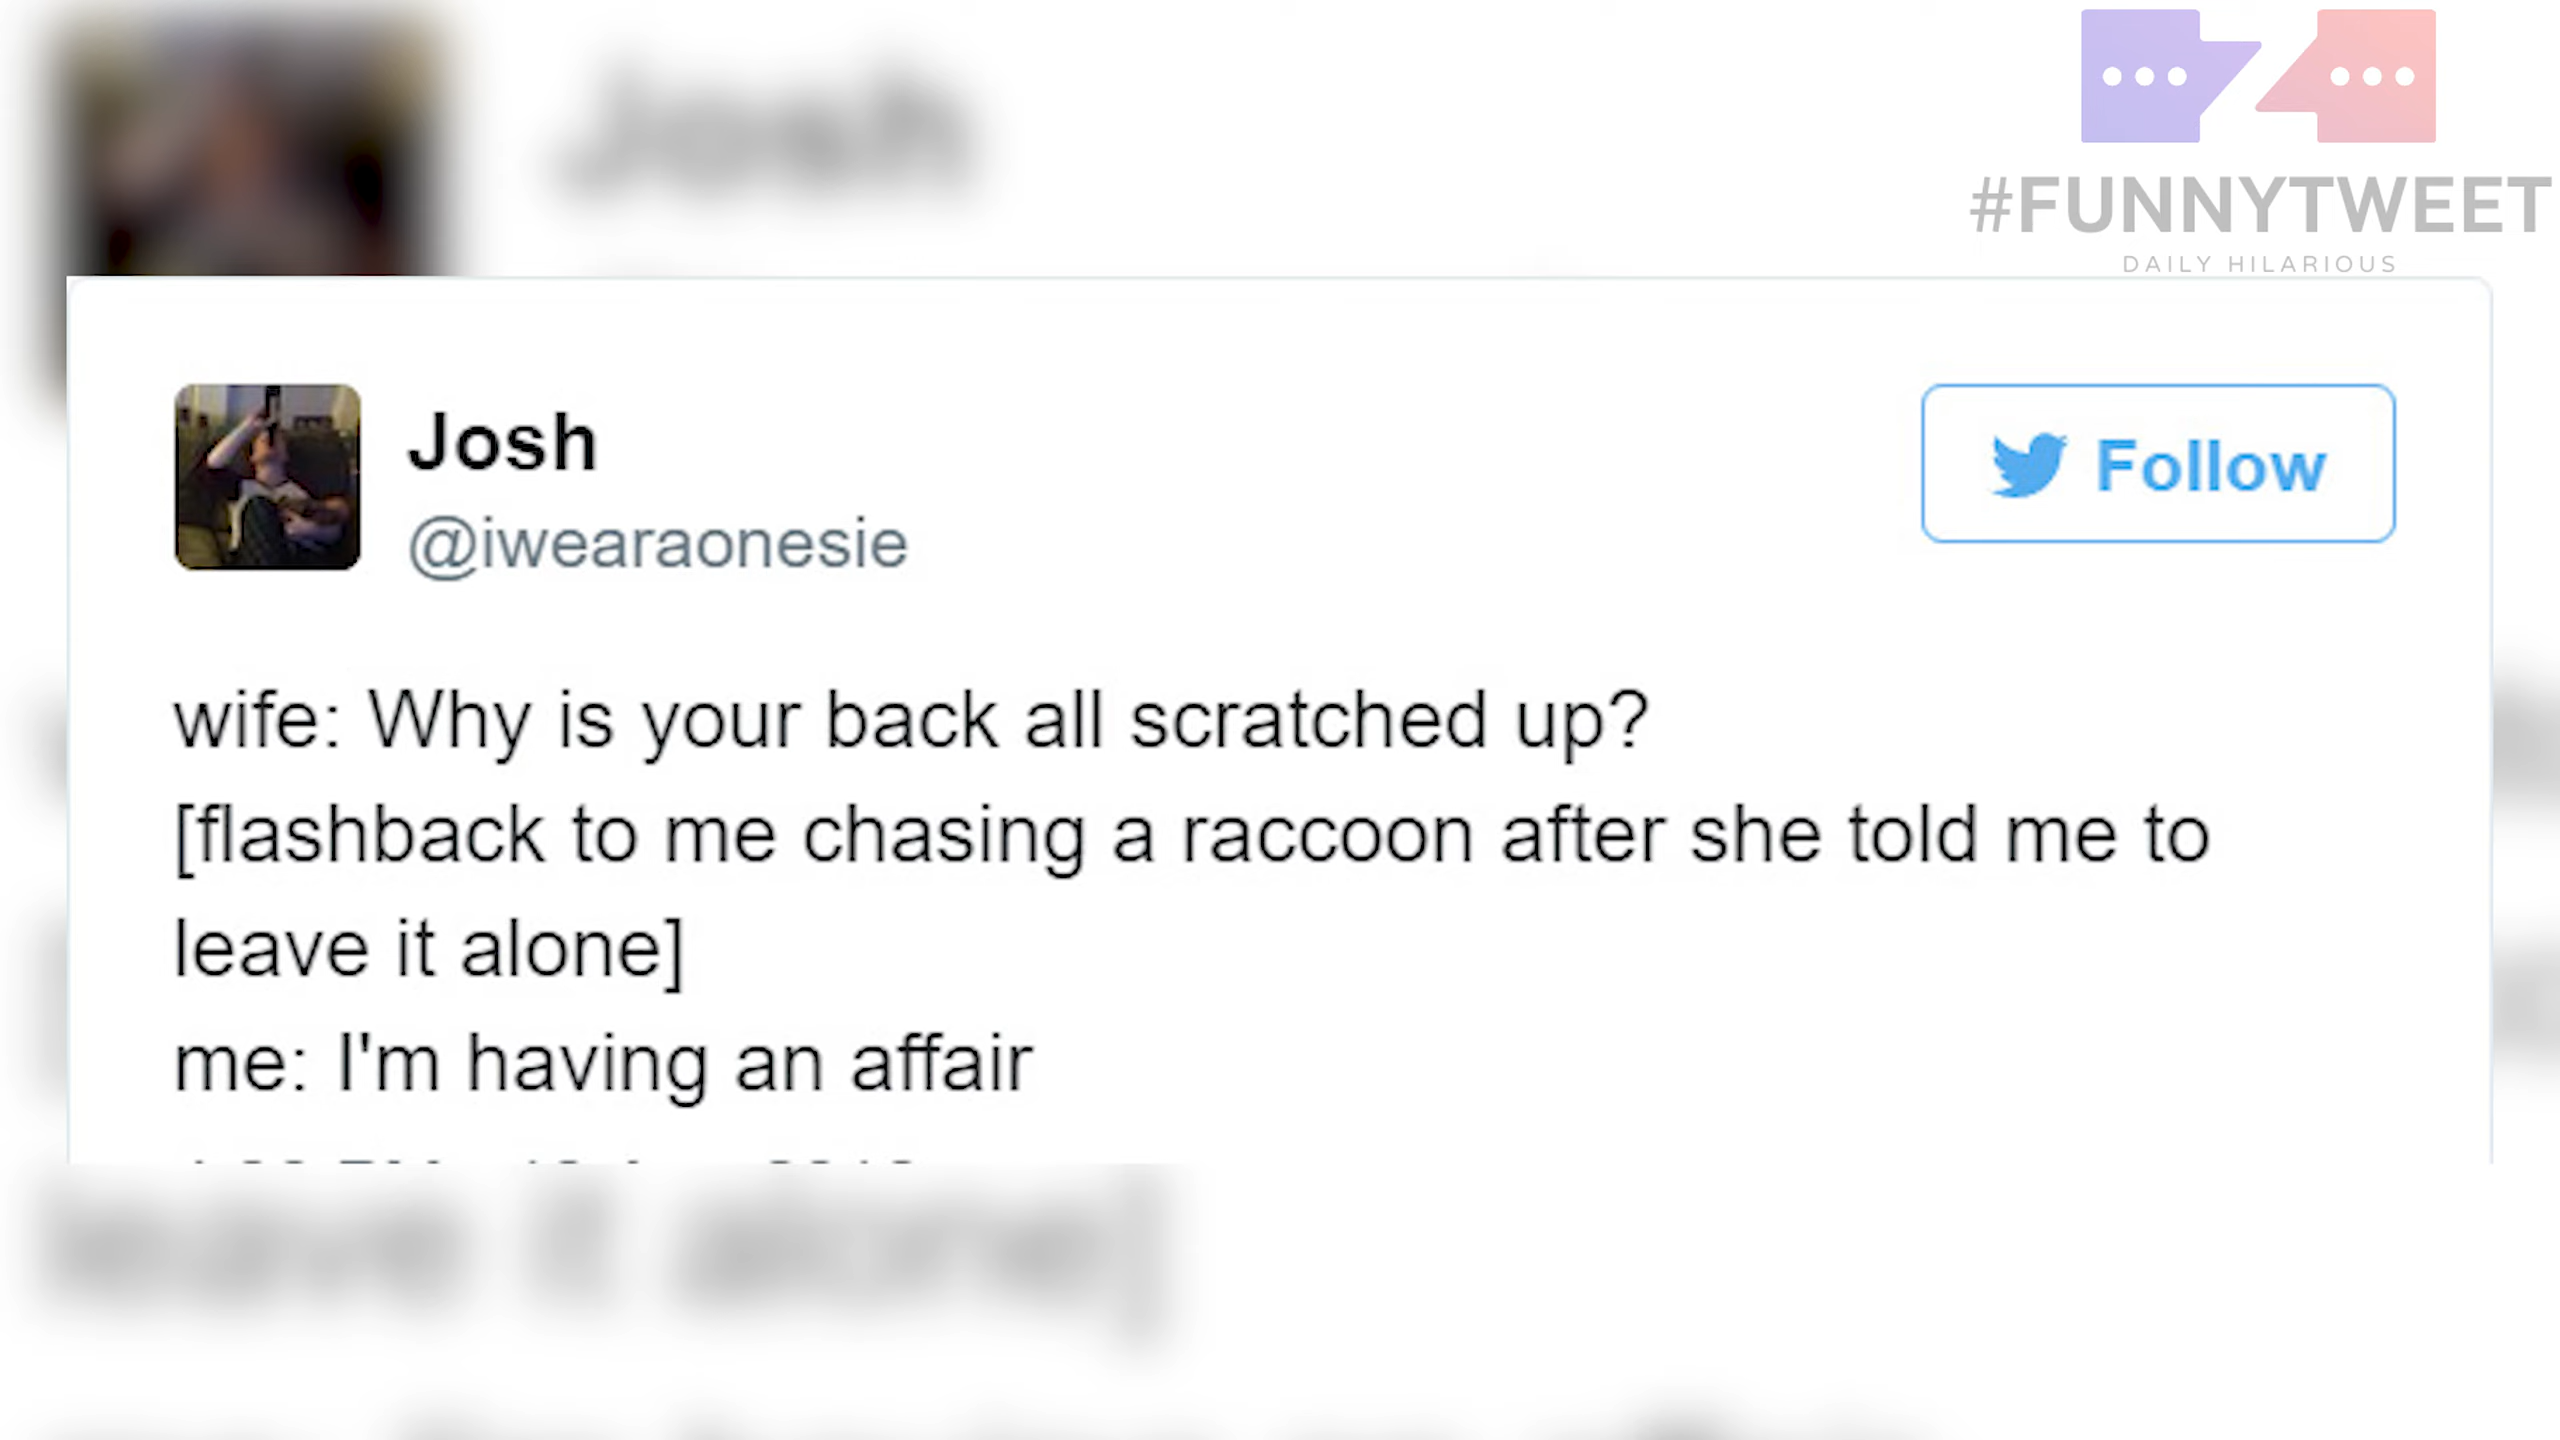 #FUNNYTWEET
DAILY HILARIOUS
Josh
@iwearaonesie
Follow
wife: Why is your back all scratched up?
[flashback to me chasing a raccoon after she told me to
leave it alone]
me: I'm having an affair